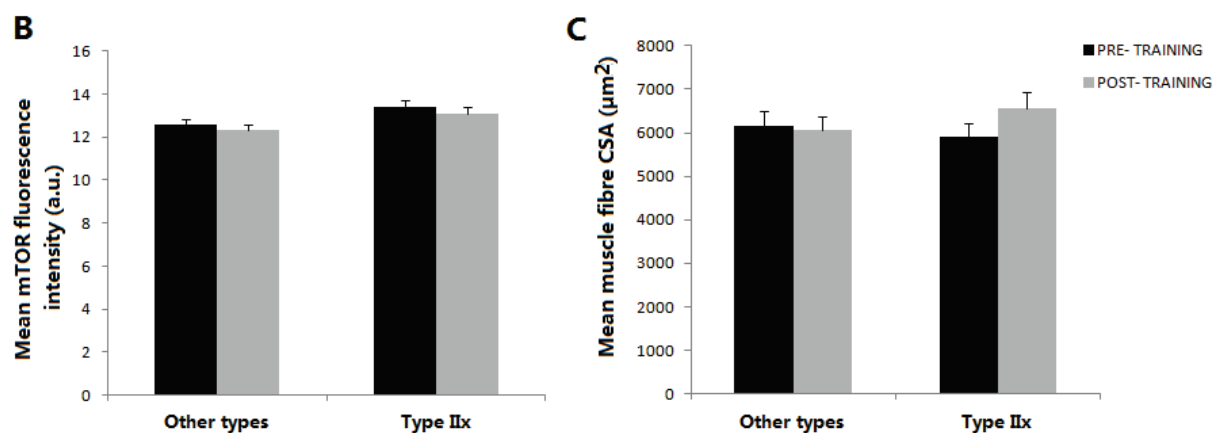 B
Mean mTOR fluorescence
intensity (a.u.)
16
14
12
10
8
6
4
2
0
Other types
Type IIx
C
Mean muscle fibre CSA (µm²)
8000
7000
6000
5000
4000
3000
2000
1000
0
Other types
Type IIx
PRE- TRAINING
POST- TRAINING